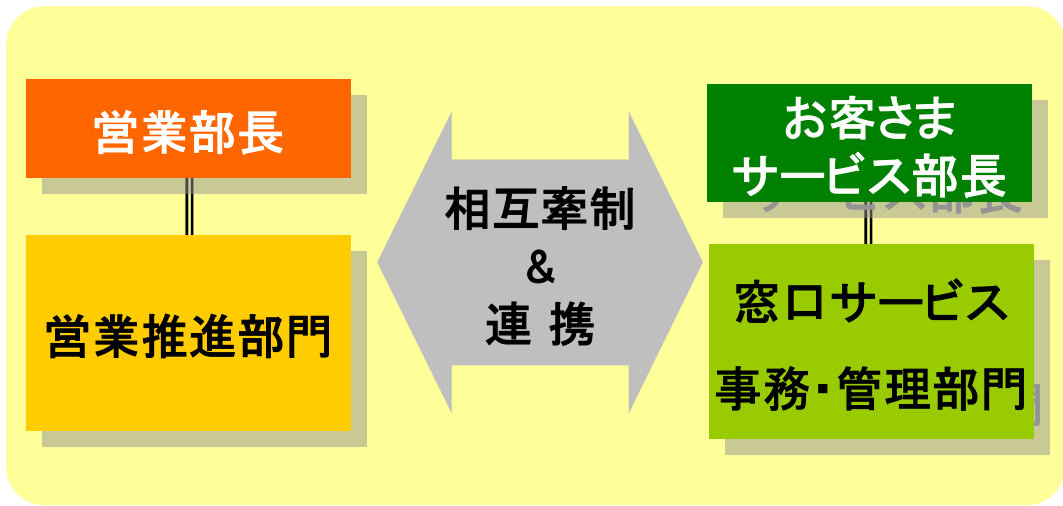 営業部長
営業推進部門
相互牽制
&
連 携
お客さま
サービス部長
窓口サービス
事務・管理部門